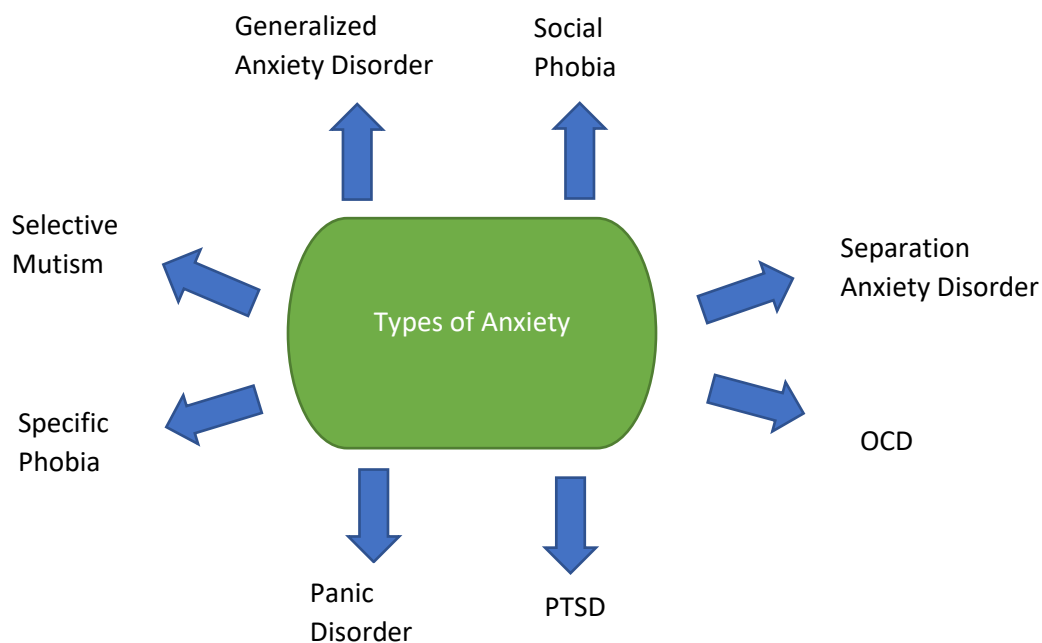 Generalized
Anxiety Disorder
Social
Phobia
Selective
Mutism
Separation
Anxiety Disorder
Types of Anxiety
Specific
Phobia
OCD
Panic
Disorder
PTSD